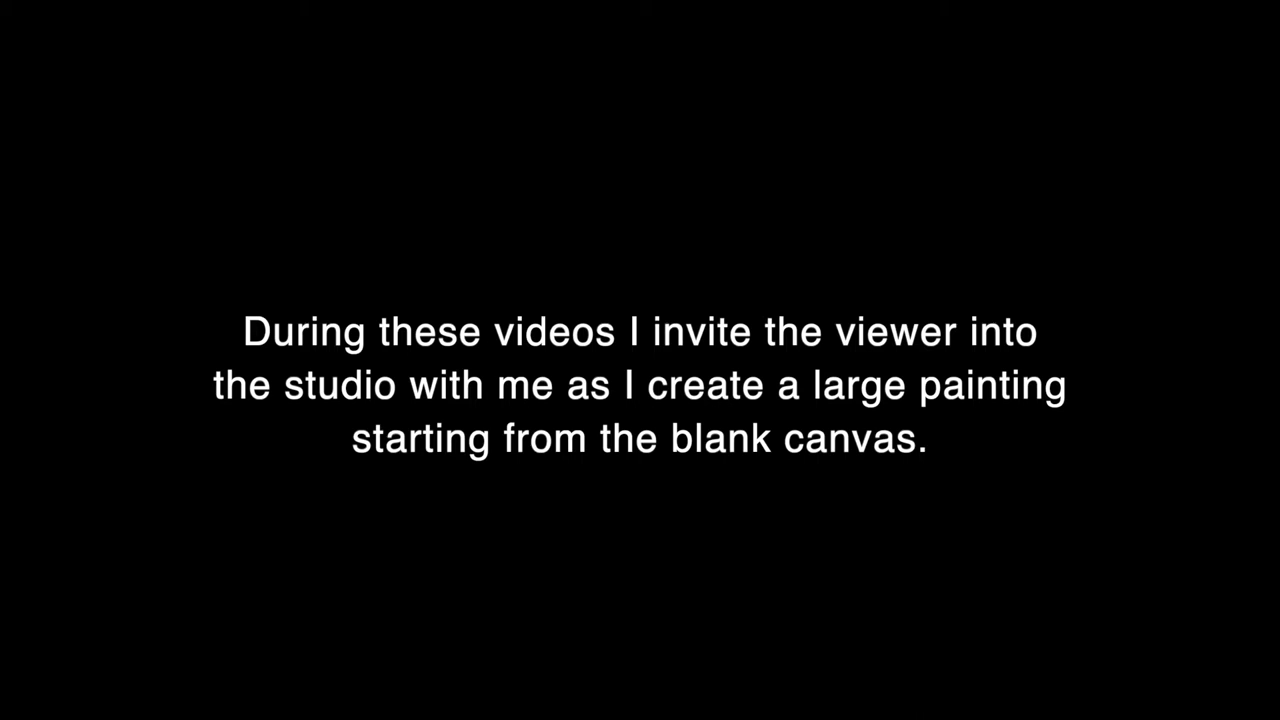 During these videos I invite the viewer into
the studio with me as I create a large painting
starting from the blank canvas.